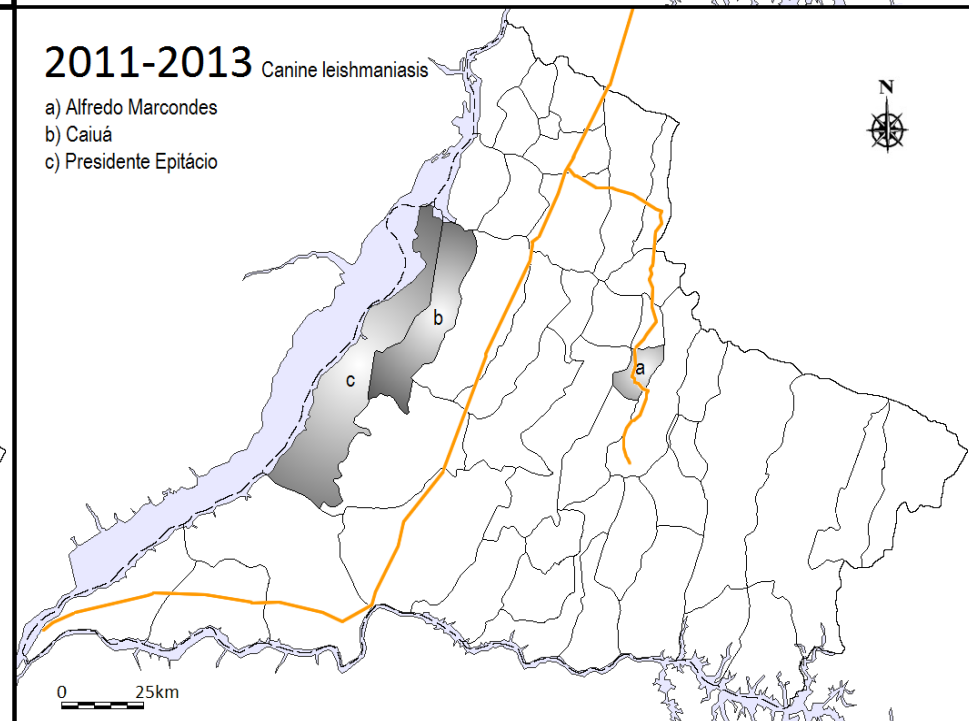 2011-2013 Canine leishmaniasis
a) Alfredo Marcondes
b) Caiuá
c) Presidente Epitácio
N
b
a
c
0 25km